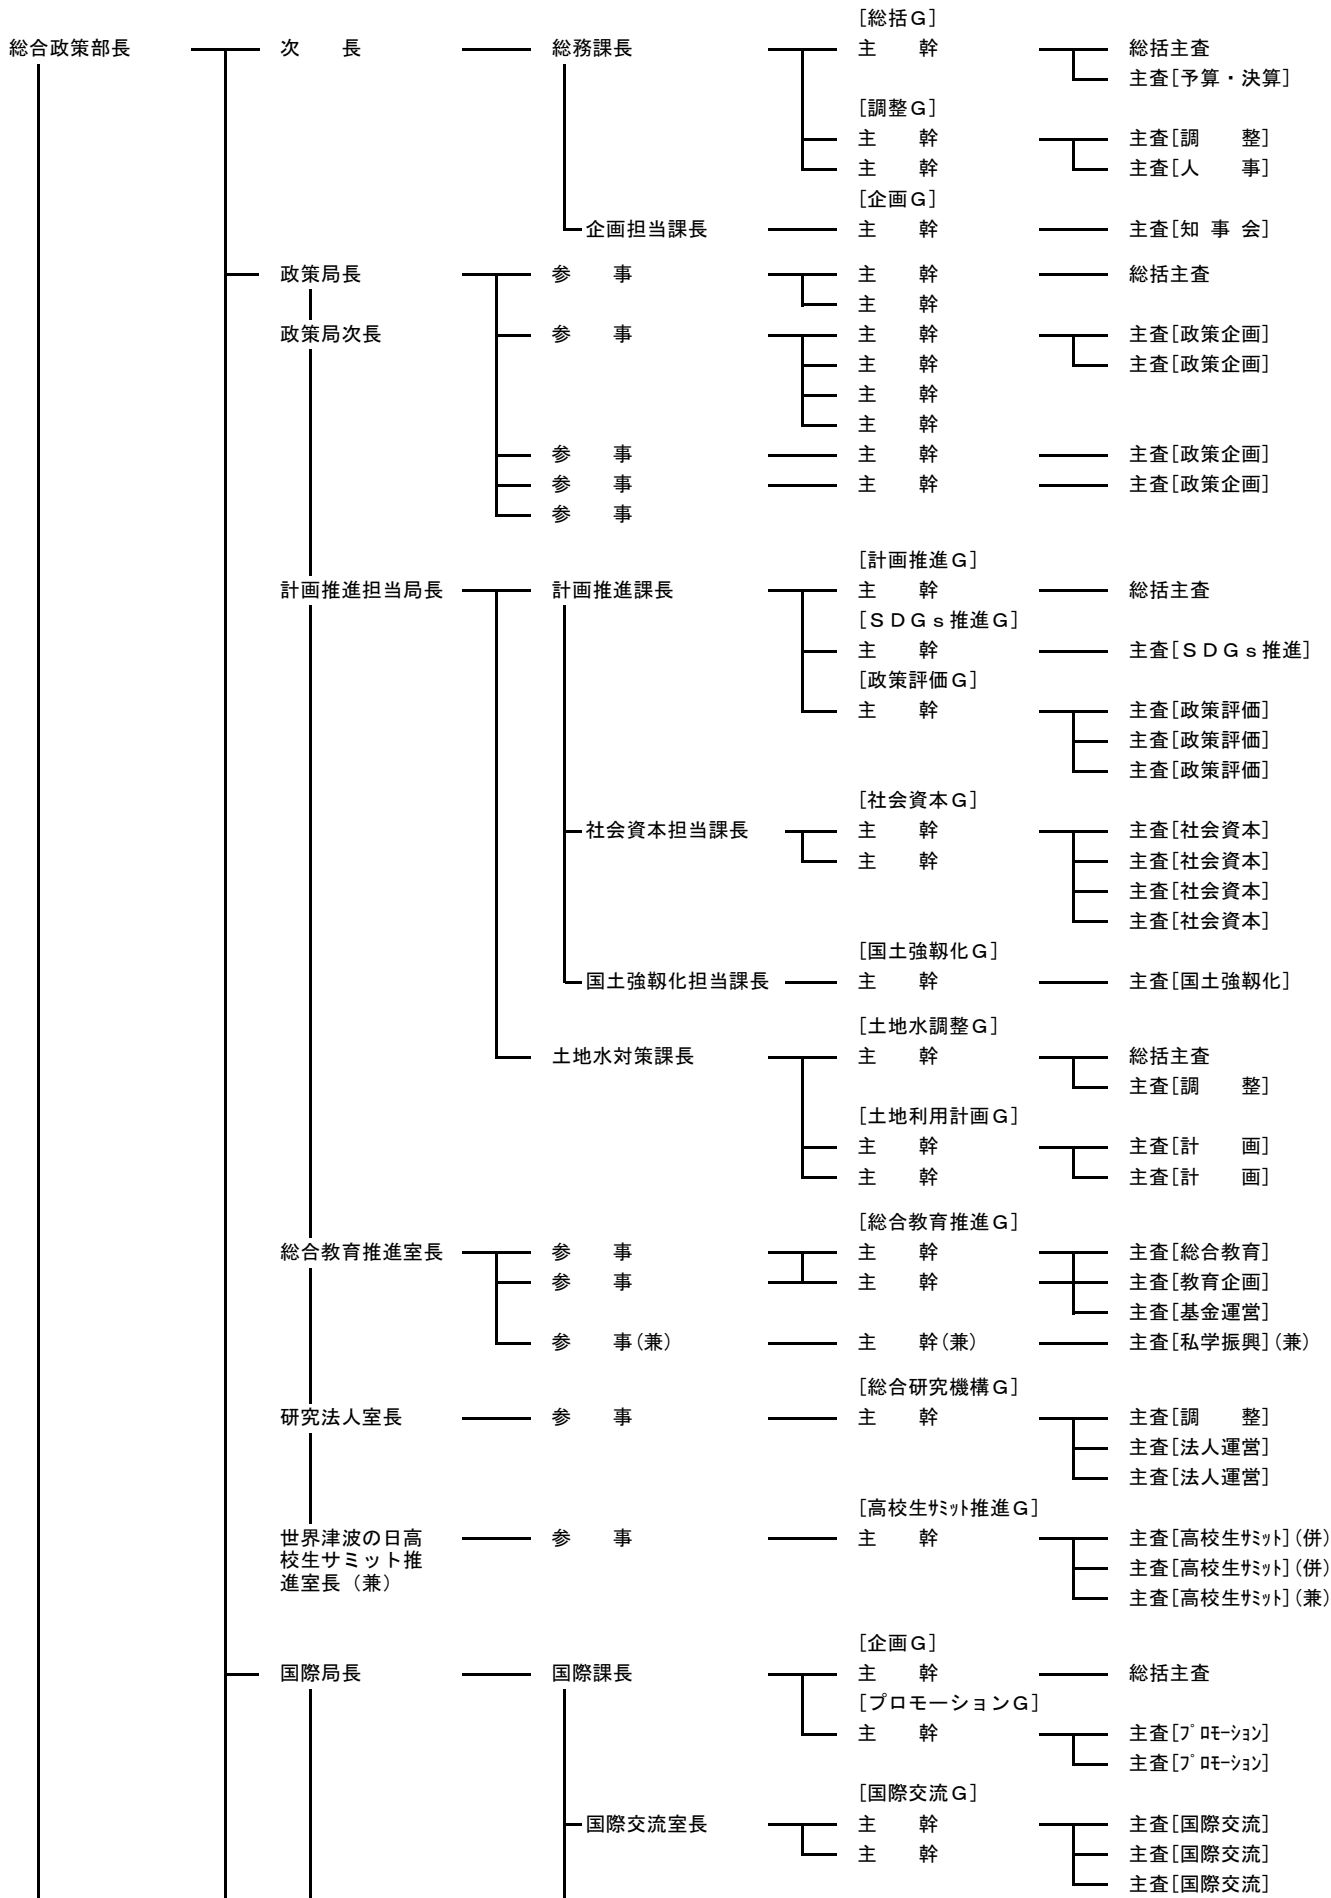 [総括G]
総合政策部長 次 長 総務課長 主 幹 総括主査
主査[予算・決算]
[調整G]
主 幹 主査[調 整]
主 幹 主査[人 事]
[企画G]
企画担当課長 主 幹 主査[知 事 会]
政策局長 参 事 主 幹 総括主査
主 幹
政策局次長 参 事 主 幹 主査[政策企画]
主 幹 主査[政策企画]
主 幹
主 幹
参 事 主 幹 主査[政策企画]
参 事 主 幹 主査[政策企画]
参 事
[計画推進G]
計画推進担当局長 計画推進課長 主 幹 総括主査
[SDGs推進G]
主 幹 主査[SDGs推進]
[政策評価G]
主 幹 主査[政策評価]
主査[政策評価]
主査[政策評価]
[社会資本G]
社会資本担当課長 主 幹 主査[社会資本]
主 幹 主査[社会資本]
主査[社会資本]
主査[社会資本]
[国土強靱化G]
国土強靱化担当課長 主 幹 主査[国土強靱化]
[土地水調整G]
土地水対策課長 主 幹 総括主査
主査[調 整]
[土地利用計画G]
主 幹 主査[計 画]
主 幹 主査[計 画]
[総合教育推進G]
総合教育推進室長 参 事 主 幹 主査[総合教育]
参 事 主 幹 主査[教育企画]
主査[基金運営]
参 事(兼) 主 幹(兼) 主査[私学振興](兼)
[総合研究機構G]
研究法人室長 参 事 主 幹 主査[調 整]
主査[法人運営]
主査[法人運営]
[高校生ｻﾐｯﾄ推進G]
世界津波の日高 参 事 主 幹 主査[高校生ｻﾐｯﾄ](併)
校生サミット推 主査[高校生ｻﾐｯﾄ](併)
進室長（兼） 主査[高校生ｻﾐｯﾄ](兼)
[企画G]
国際局長 国際課長 主 幹 総括主査
[プロモーションG]
主 幹 主査[ﾌﾟﾛﾓｰｼｮﾝ]
主査[ﾌﾟﾛﾓｰｼｮﾝ]
[国際交流G]
国際交流室長 主 幹 主査[国際交流]
主 幹 主査[国際交流]
主査[国際交流]